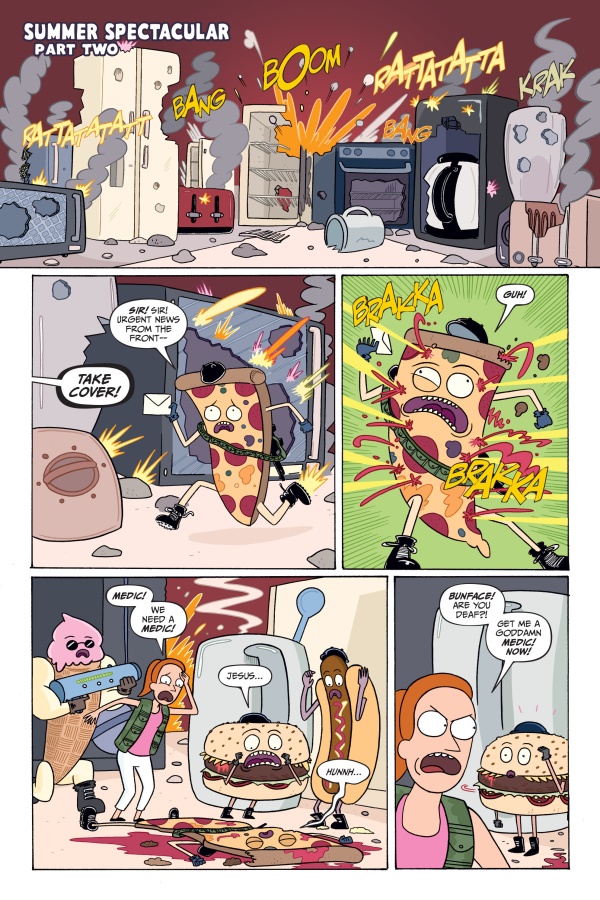 SUMMER SPECTACULAR
PART TWO
RATTATATATT
BANG
BOOM
BANG
RATTATATTA
KRAK
SIR! SIR!
URGENT NEWS
FROM THE
FRONT--
TAKE
COVER!
BRAKKA
GUH!
BRAKKA
MEDIC!
WE
NEED A
MEDIC!
JESUS...
HUNNH...
BUNFACE!
ARE YOU
DEAF?!
GET ME A
GODDAMN
MEDIC!
NOW!